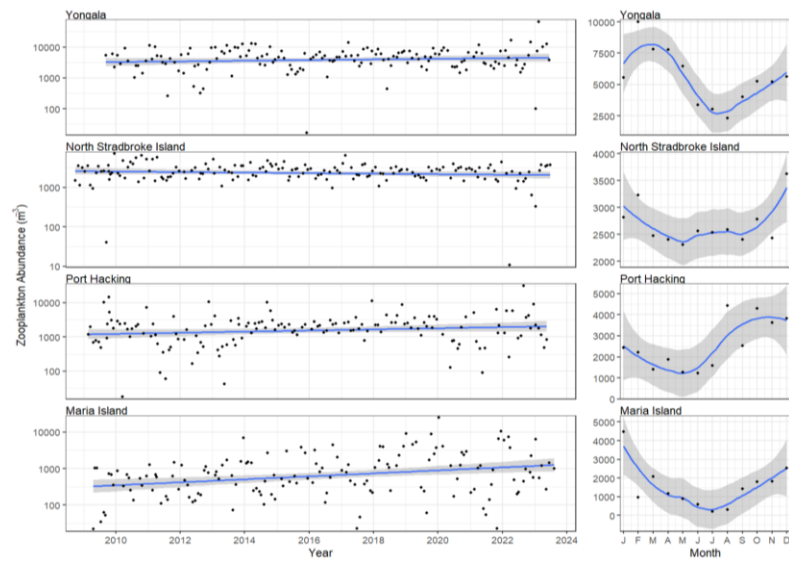 Yongala
10000
1000
100
10000
7500
5000
2500
North Stradbroke Island
1000
100
10
North Stradbroke Island
4000
3500
3000
2500
2000
Port Hacking
10000
1000
100
Port Hacking
5000
4000
3000
2000
1000
0
Maria Island
10000
1000
100
Maria Island
5000
4000
3000
2000
1000
0
2010 2012 2014 2016 2018 2020 2022 2024
J F M A M J J A S O N D
Year
Month
Zooplankton Abundance (m³)
Yongala